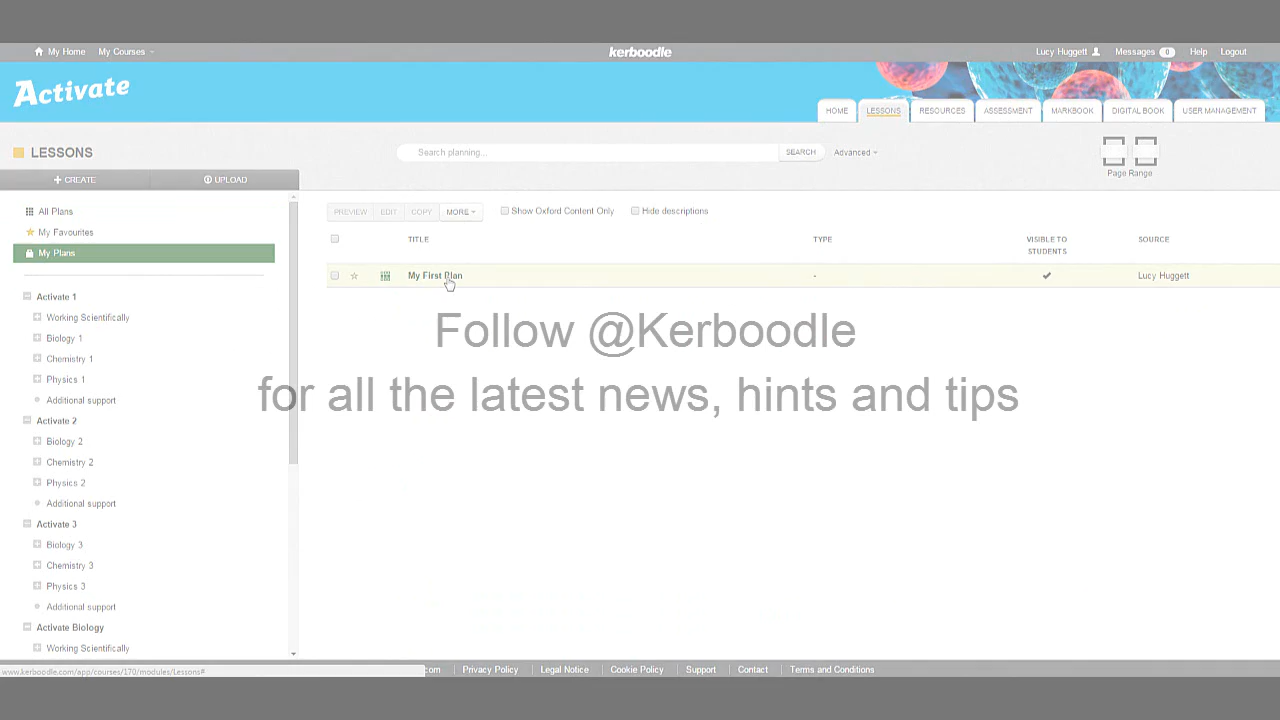 My Home My Courses kerboodle Lucy Huggett Messages 0 Help Logout
Activate
HOME LESSONS RESOURCES ASSESSMENT MARKBOOK DIGITAL BOOK USER MANAGEMENT
LESSONS Search planning... SEARCH Advanced
Page Range
CREATE UPLOAD
All Plans
My Favourites
My Plans
Activate 1
Working Scientifically
Biology 1
Chemistry 1
Physics 1
Additional support
Activate 2
Biology 2
Chemistry 2
Physics 2
Additional support
Activate 3
Biology 3
Chemistry 3
Physics 3
Additional support
Activate Biology
Working Scientifically
PREVIEW EDIT COPY MORE Show Oxford Content Only Hide descriptions
TITLE TYPE VISIBLE TO STUDENTS SOURCE
My First Plan - Lucy Huggett
Follow @Kerboodle
for all the latest news, hints and tips
www.kerboodle.com/app/courses/170/modules/Lessons# .com Privacy Policy Legal Notice Cookie Policy Support Contact Terms and Conditions